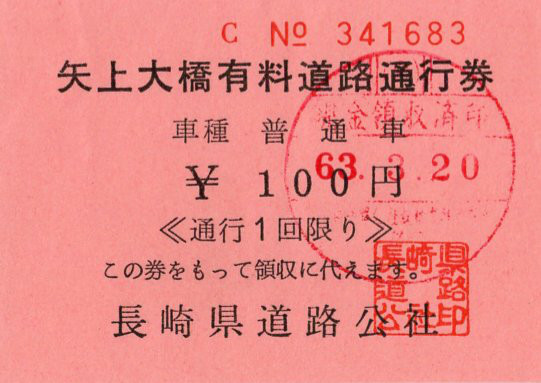 C № 341683
矢上大橋有料道路通行券
車種 普通車
￥100円
≪通行1回限り≫
この券をもって領収に代えます。
長崎県道路公社
金領収済印
63.3.20
長崎県
道路
公社印